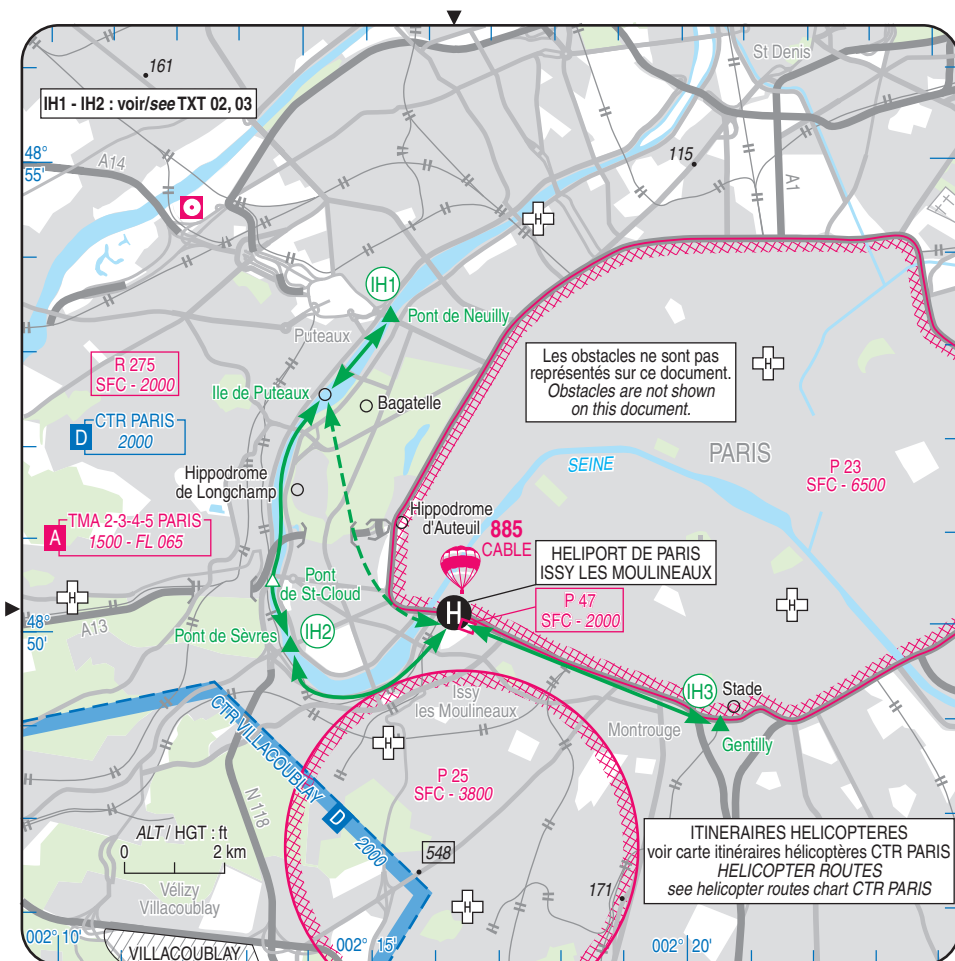 161
St Denis
IH1 - IH2 : voir/see TXT 02, 03
48°
55'
A14
115
A1
IH1
Pont de Neuilly
Puteaux
R 275
SFC - 2000
Les obstacles ne sont pas
représentés sur ce document.
Obstacles are not shown
on this document.
Ile de Puteaux
Bagatelle
D
CTR PARIS
2000
PARIS
SEINE
P 23
SFC - 6500
Hippodrome
de Longchamp
Hippodrome
d'Auteuil
885
CABLE
A
TMA 2-3-4-5 PARIS
1500 - FL 065
HELIPORT DE PARIS
ISSY LES MOULINEAUX
H
H
H
H
H
H
H
Pont
de St-Cloud
P 47
SFC - 2000
A13
48°
50'
Pont de Sèvres
IH2
IH3
Stade
Issy
les Moulineaux
Montrouge
Gentilly
CTR VILLACOUBLAY
D
2000
N 118
P 25
SFC - 3800
ALT / HGT : ft
0
2 km
548
171
ITINERAIRES HELICOPTERES
voir carte itinéraires hélicoptères CTR PARIS
HELICOPTER ROUTES
see helicopter routes chart CTR PARIS
Vélizy
Villacoublay
002° 10'
VILLACOUBLAY
002° 15'
002° 20'